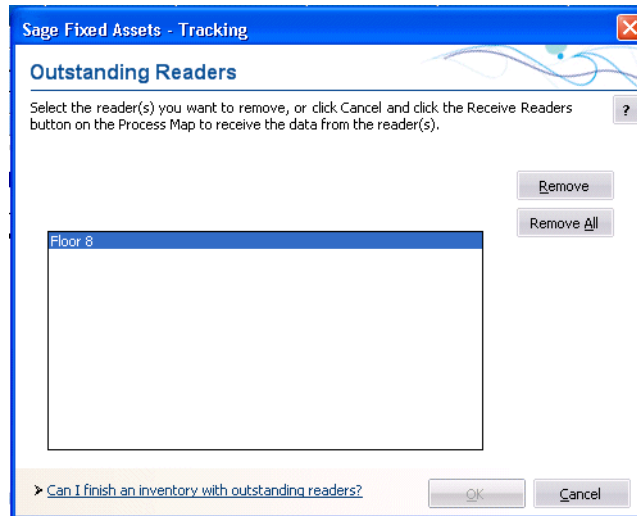 Sage Fixed Assets - Tracking
Outstanding Readers
Select the reader(s) you want to remove, or click Cancel and click the Receive Readers
button on the Process Map to receive the data from the reader(s).
?
Remove
Remove All
Floor 8
Can I finish an inventory with outstanding readers?
OK
Cancel